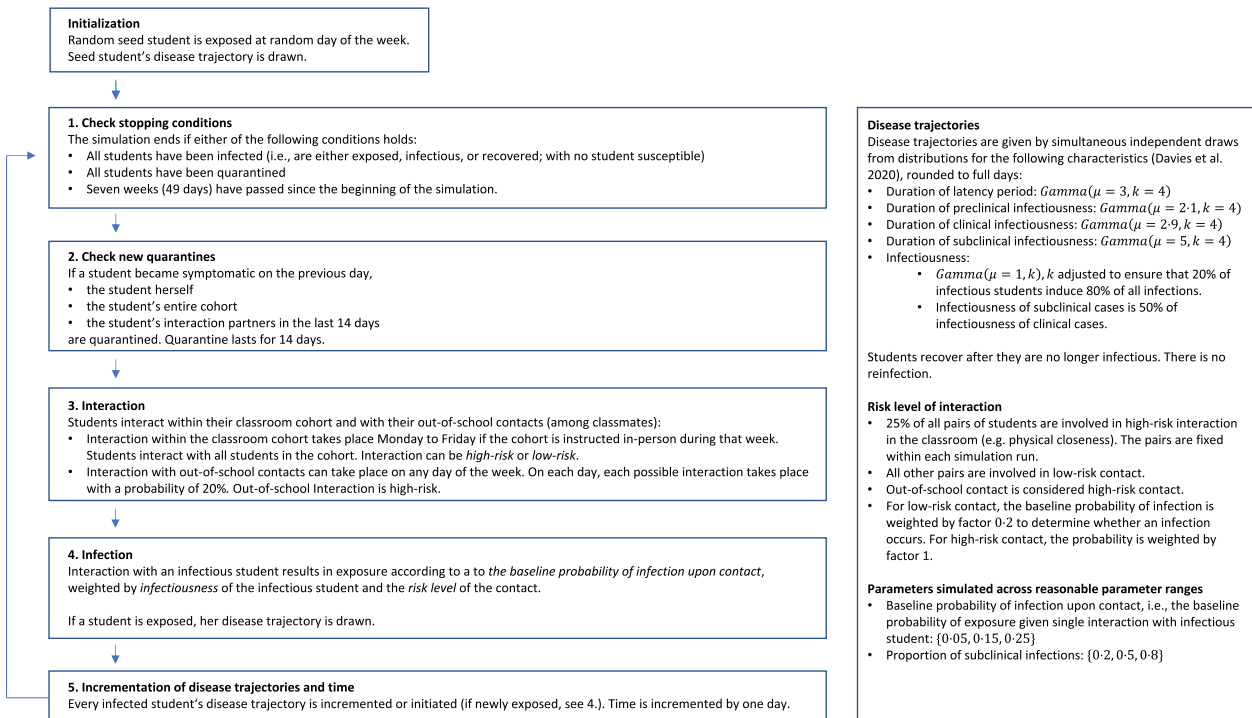 Initialization
Random seed student is exposed at random day of the week.
Seed student's disease trajectory is drawn.
1. Check stopping conditions
The simulation ends if either of the following conditions holds:
• All students have been infected (i.e., are either exposed, infectious, or recovered; with no student susceptible)
• All students have been quarantined
• Seven weeks (49 days) have passed since the beginning of the simulation.
2. Check new quarantines
If a student became symptomatic on the previous day,
• the student herself
• the student's entire cohort
• the student's interaction partners in the last 14 days
are quarantined. Quarantine lasts for 14 days.
3. Interaction
Students interact within their classroom cohort and with their out-of-school contacts (among classmates):
• Interaction within the classroom cohort takes place Monday to Friday if the cohort is instructed in-person during that week.
Students interact with all students in the cohort. Interaction can be high-risk or low-risk.
• Interaction with out-of-school contacts can take place on any day of the week. On each day, each possible interaction takes place
with a probability of 20%. Out-of-school Interaction is high-risk.
4. Infection
Interaction with an infectious student results in exposure according to a to the baseline probability of infection upon contact,
weighted by infectiousness of the infectious student and the risk level of the contact.
If a student is exposed, her disease trajectory is drawn.
5. Incrementation of disease trajectories and time
Every infected student's disease trajectory is incremented or initiated (if newly exposed, see 4.). Time is incremented by one day.
Disease trajectories
Disease trajectories are given by simultaneous independent draws
from distributions for the following characteristics (Davies et al.
2020), rounded to full days:
• Duration of latency period: Gamma(μ = 3, k = 4)
• Duration of preclinical infectiousness: Gamma(μ = 2·1, k = 4)
• Duration of clinical infectiousness: Gamma(μ = 2·9, k = 4)
• Duration of subclinical infectiousness: Gamma(μ = 5, k = 4)
• Infectiousness:
• Gamma(μ = 1, k), k adjusted to ensure that 20% of
infectious students induce 80% of all infections.
• Infectiousness of subclinical cases is 50% of
infectiousness of clinical cases.
Students recover after they are no longer infectious. There is no
reinfection.
Risk level of interaction
• 25% of all pairs of students are involved in high-risk interaction
in the classroom (e.g. physical closeness). The pairs are fixed
within each simulation run.
• All other pairs are involved in low-risk contact.
• Out-of-school contact is considered high-risk contact.
• For low-risk contact, the baseline probability of infection is
weighted by factor 0·2 to determine whether an infection
occurs. For high-risk contact, the probability is weighted by
factor 1.
Parameters simulated across reasonable parameter ranges
• Baseline probability of infection upon contact, i.e., the baseline
probability of exposure given single interaction with infectious
student: {0·05, 0·15, 0·25}
• Proportion of subclinical infections: {0·2, 0·5, 0·8}